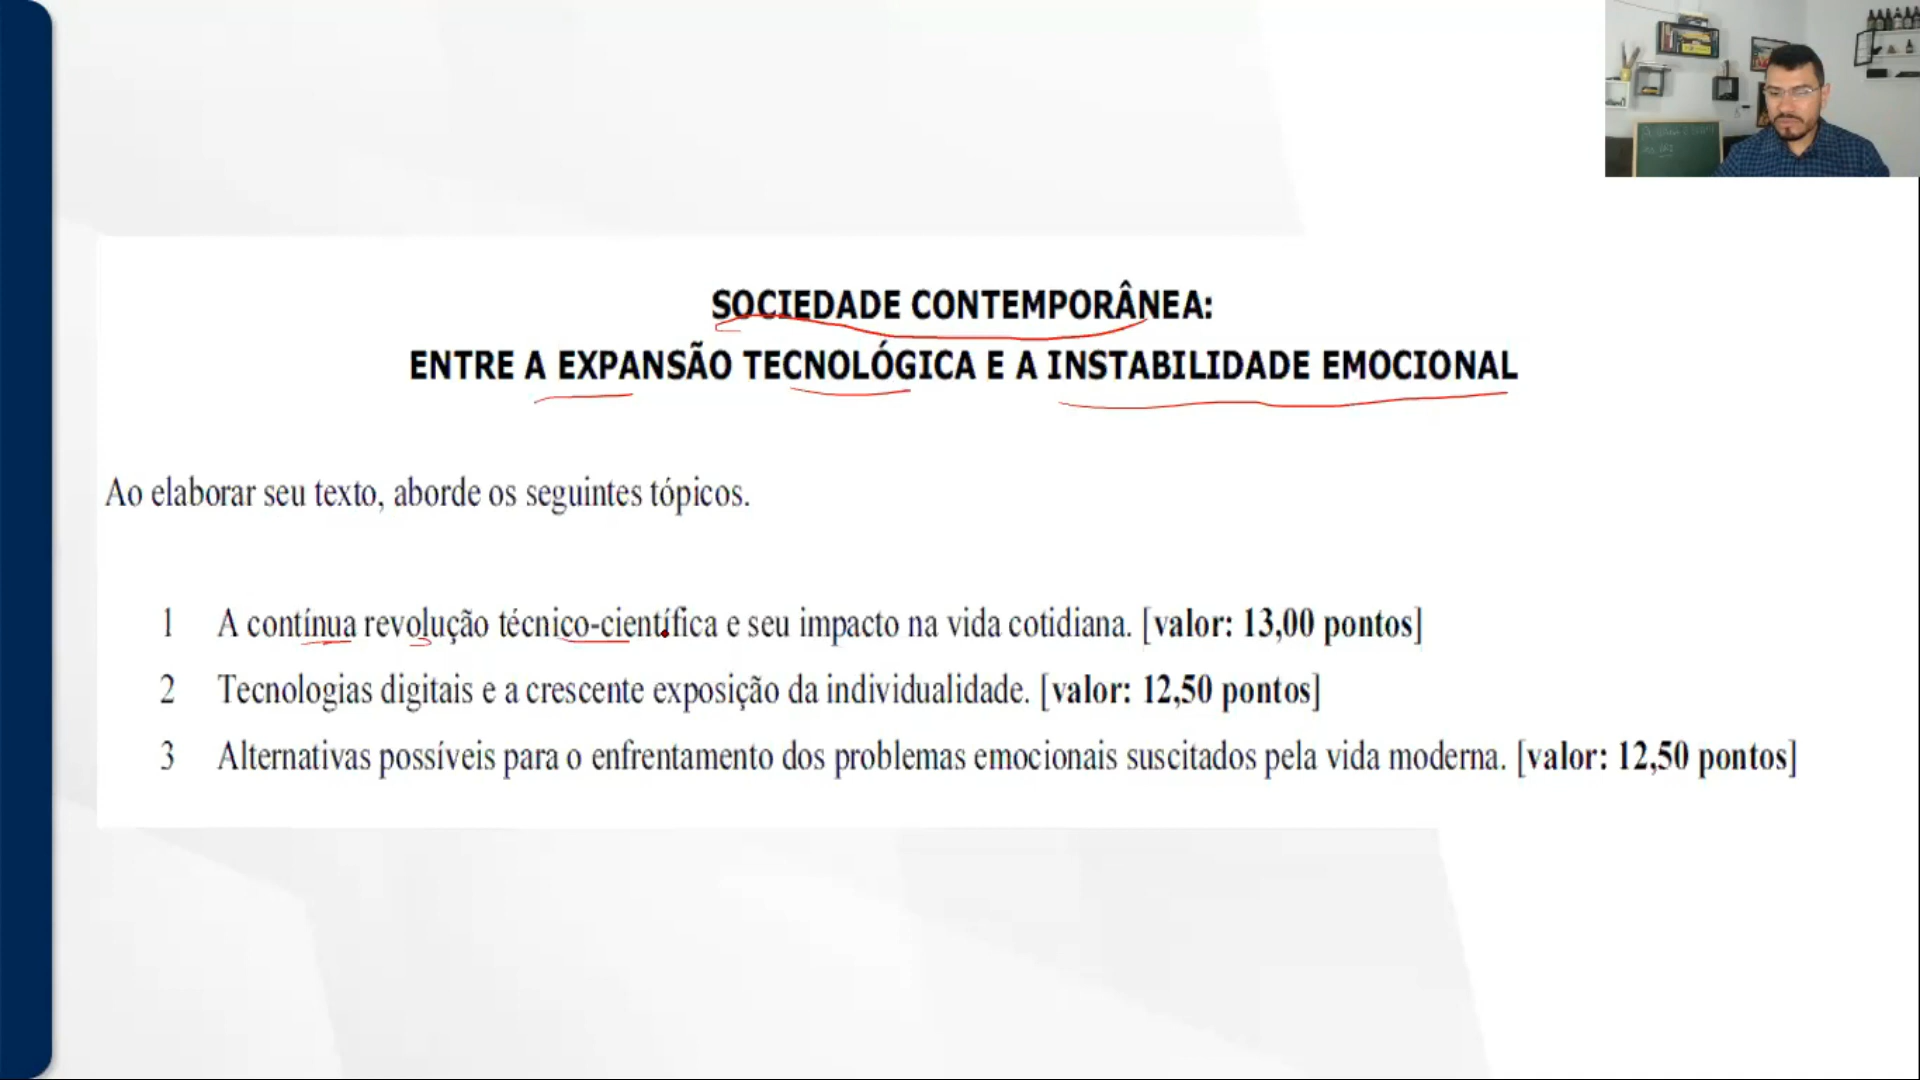 SOCIEDADE CONTEMPORÂNEA:
ENTRE A EXPANSÃO TECNOLÓGICA E A INSTABILIDADE EMOCIONAL
Ao elaborar seu texto, aborde os seguintes tópicos.
1 A contínua revolução técnico-científica e seu impacto na vida cotidiana. [valor: 13,00 pontos]
2 Tecnologias digitais e a crescente exposição da individualidade. [valor: 12,50 pontos]
3 Alternativas possíveis para o enfrentamento dos problemas emocionais suscitados pela vida moderna. [valor: 12,50 pontos]